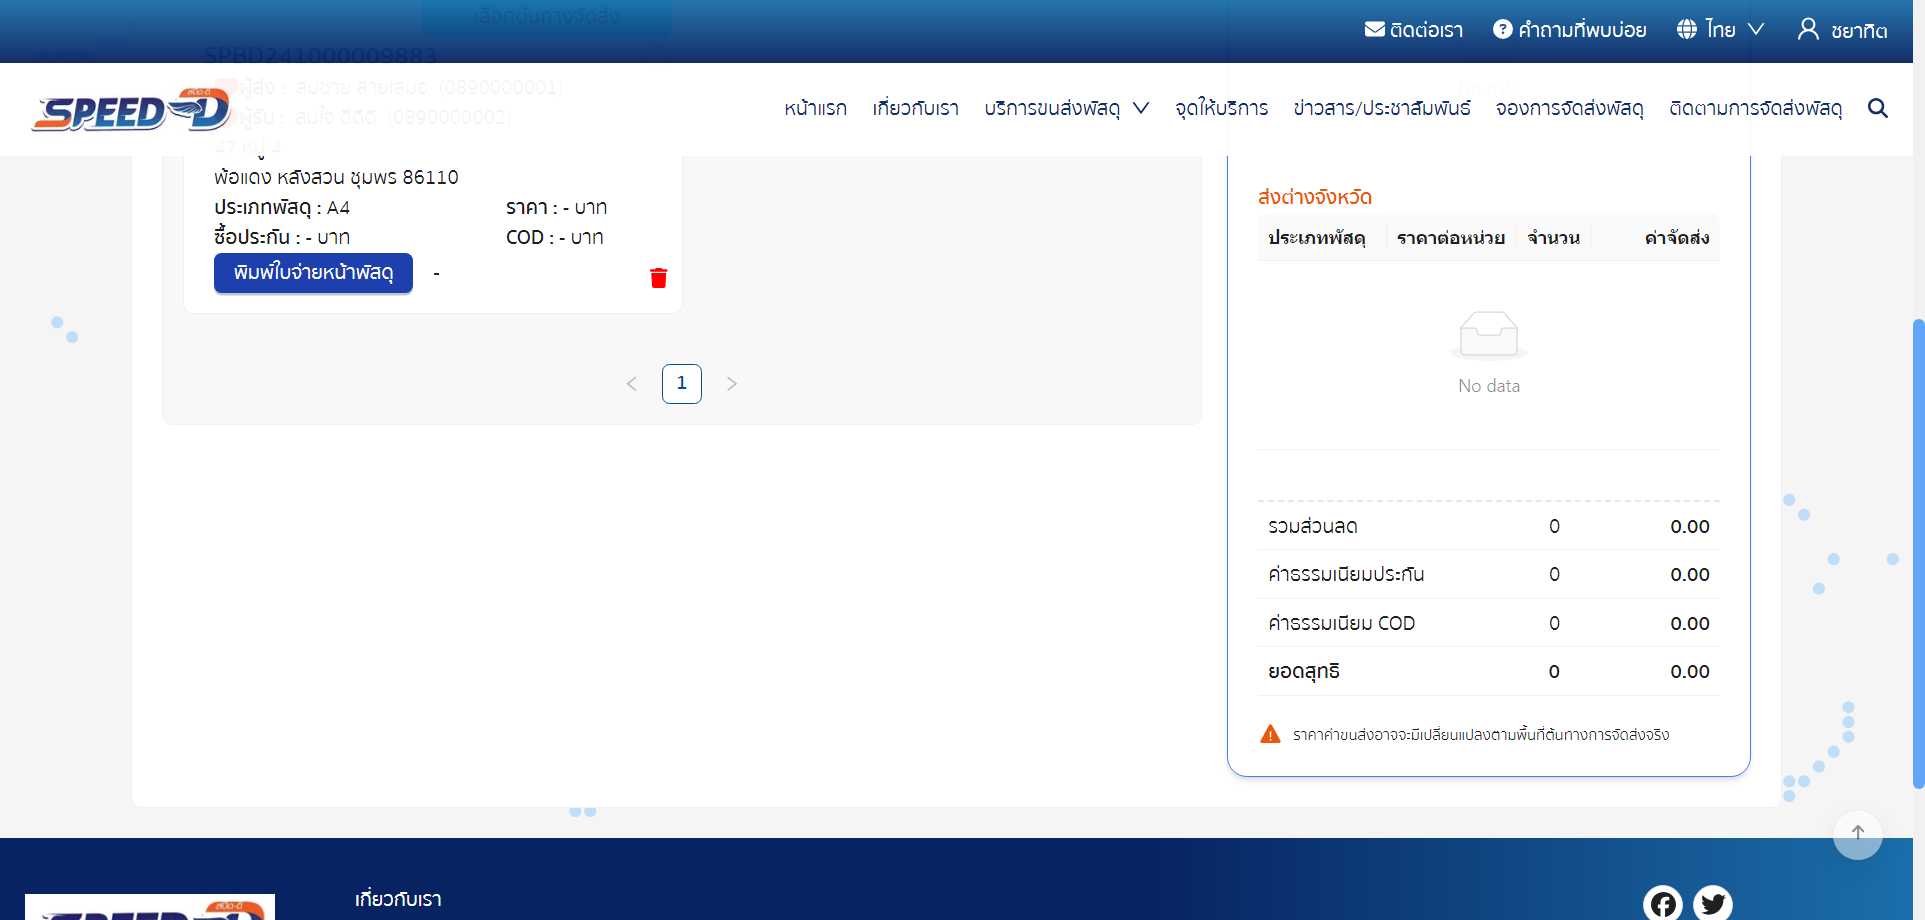 เลือกต้นทางจัดส่ง
ติดต่อเรา
คำถามที่พบบ่อย
ไทย
ชยาทิต
SPBD241000009883
ผู้ส่ง : สมชาย สายเสมอ (0890000001)
ผู้รับ : สมใจ ดีดีดี (0890000002)
47 หมู่ 4
สปีด-ดี
SPEED D
หน้าแรก
เกี่ยวกับเรา
บริการขนส่งพัสดุ
จุดให้บริการ
ข่าวสาร/ประชาสัมพันธ์
จองการจัดส่งพัสดุ
ติดตามการจัดส่งพัสดุ
No data
พ้อแดง หลังสวน ชุมพร 86110
ประเภทพัสดุ : A4
ราคา : - บาท
ซื้อประกัน : - บาท
COD : - บาท
พิมพ์ใบจ่ายหน้าพัสดุ
-
1
ส่งต่างจังหวัด
ประเภทพัสดุ ราคาต่อหน่วย จำนวน ค่าจัดส่ง
No data
รวมส่วนลด 0 0.00
ค่าธรรมเนียมประกัน 0 0.00
ค่าธรรมเนียม COD 0 0.00
ยอดสุทธิ 0 0.00
ราคาค่าขนส่งอาจจะมีเปลี่ยนแปลงตามพื้นที่ต้นทางการจัดส่งจริง
เกี่ยวกับเรา
สปีด-ดี
SPEED D